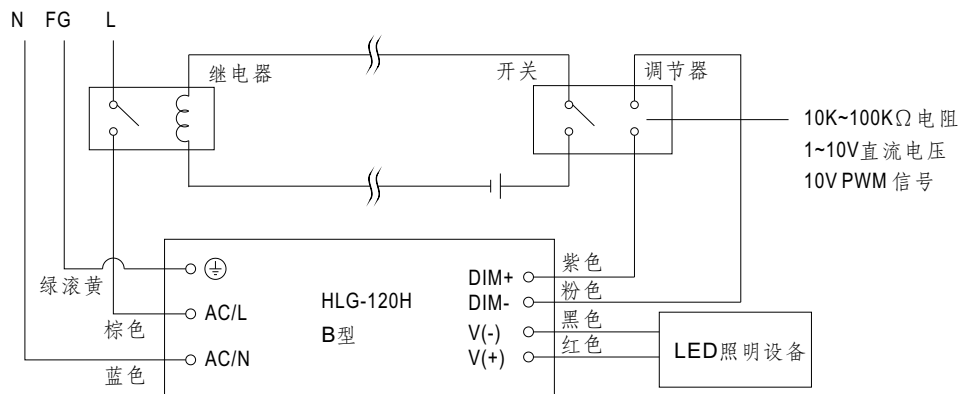 N FG L
继电器
开关
调节器
10K~100KΩ电阻
1~10V直流电压
10V PWM 信号
绿滚黄
棕色
蓝色
AC/L
AC/N
HLG-120H
B型
DIM+
DIM-
V(-)
V(+)
紫色
粉色
黑色
红色
LED照明设备